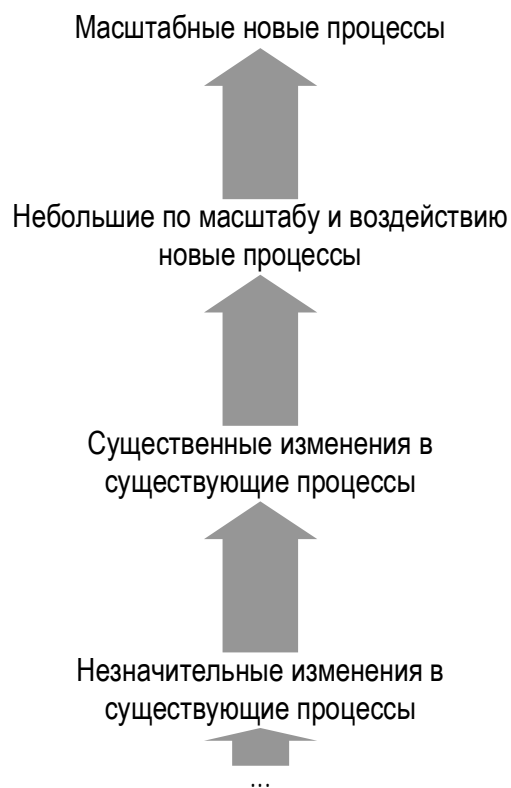 Масштабные новые процессы
Небольшие по масштабу и воздействию
новые процессы
Существенные изменения в
существующие процессы
Незначительные изменения в
существующие процессы
...